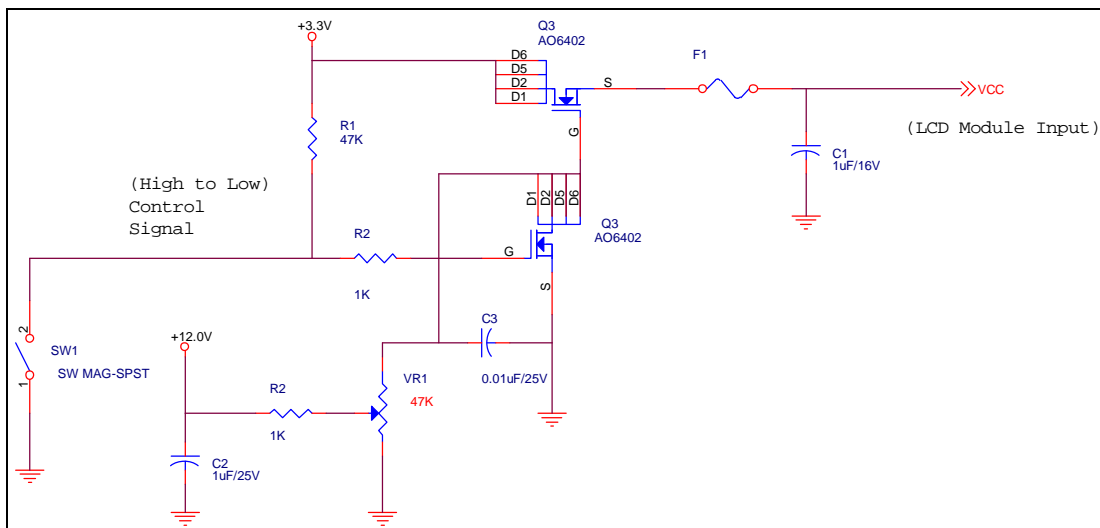 +3.3V
Q3
AO6402
D6
D5
D2
D1
S
G
F1
VCC
(LCD Module Input)
R1
47K
C1
1uF/16V
(High to Low)
Control
Signal
D1
D2
D5
D6
Q3
AO6402
G
S
R2
1K
2
1
SW1
SW MAG-SPST
+12.0V
C3
0.01uF/25V
R2
1K
VR1
47K
C2
1uF/25V